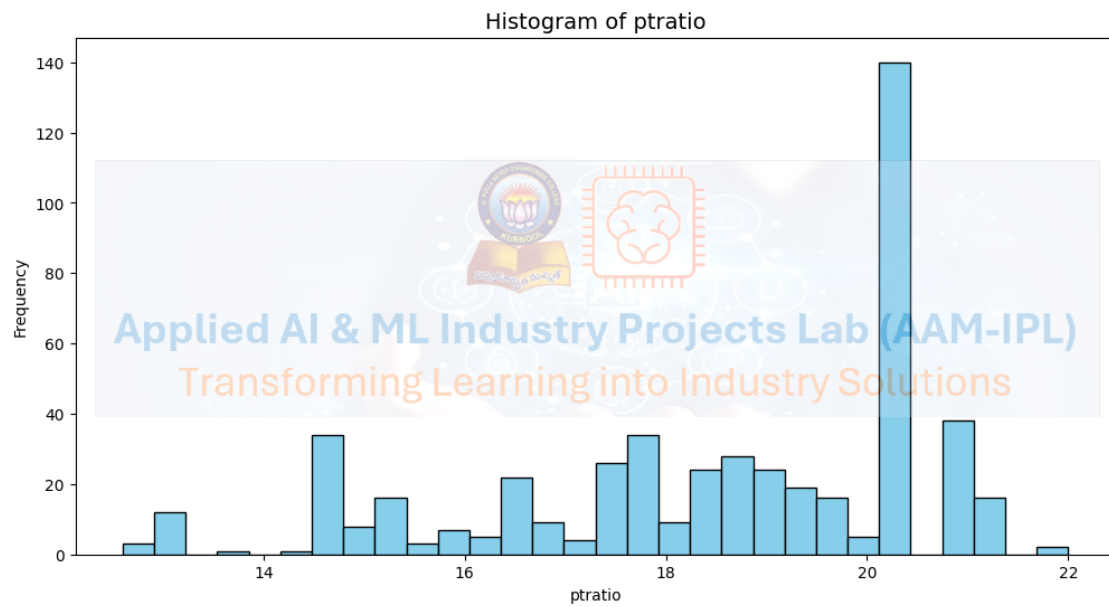 Histogram of ptratio
140
120
100
80
60
40
20
0
Frequency
KURNOOL
Applied AI & ML Industry Projects Lab (AAM-IPL)
Transforming Learning into Industry Solutions
14 16 18 20 22
ptratio